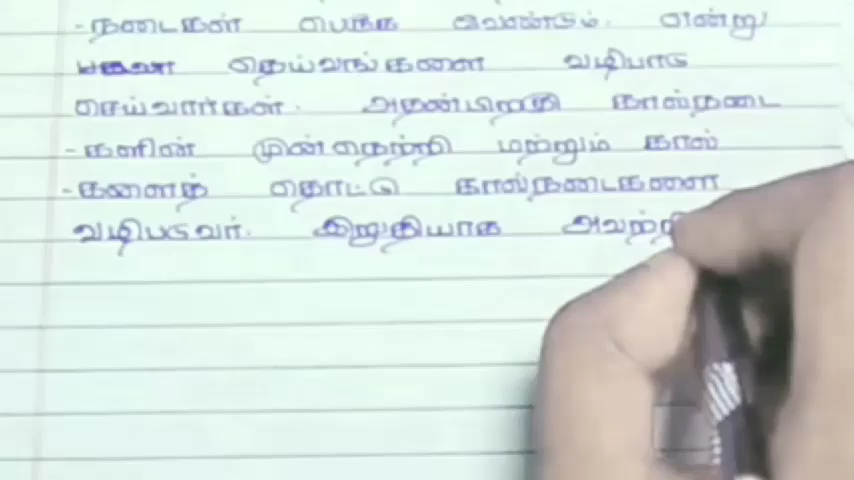 -நடைகள் பெருக வேண்டும். என்று
தெய்வங்களை வழிபாடு
செய்வார்கள். அதன்பிறகு கால்நடை
-களின் முன்நெற்றி மற்றும் கால்
-களைத் தொட்டு கால்நடைகளை
வழிபடுவர். இறுதியாக